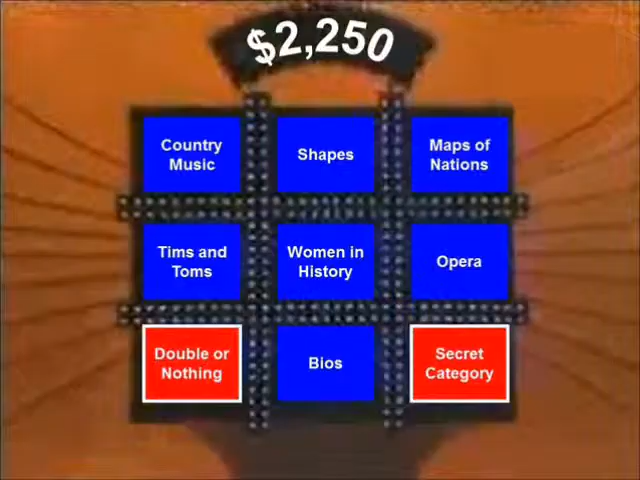 $2,250
Country
Music
Shapes
Maps of
Nations
Tims and
Toms
Women in
History
Opera
Double or
Nothing
Bios
Secret
Category